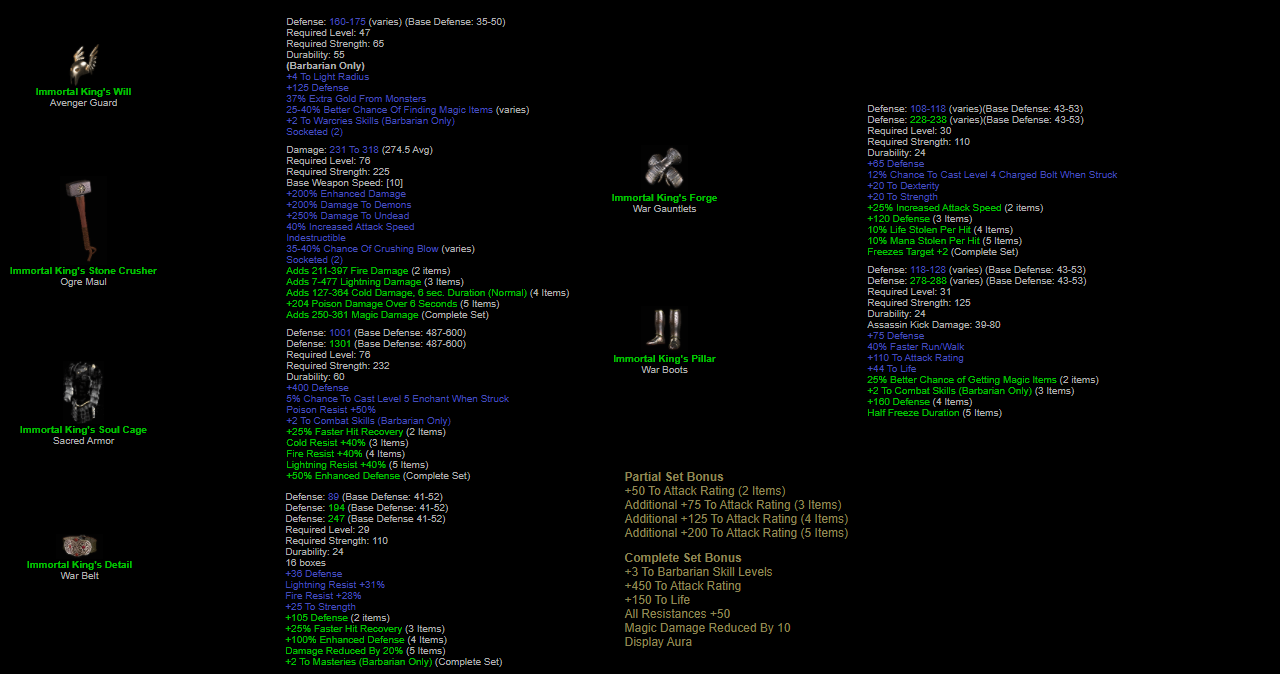 Immortal King's Will
Avenger Guard
Defense: 160-175 (varies) (Base Defense: 35-50)
Required Level: 47
Required Strength: 65
Durability: 55
(Barbarian Only)
+4 To Light Radius
+125 Defense
37% Extra Gold From Monsters
25-40% Better Chance Of Finding Magic Items (varies)
+2 To Warcries Skills (Barbarian Only)
Socketed (2)
Immortal King's Stone Crusher
Ogre Maul
Damage: 231 To 318 (274.5 Avg)
Required Level: 76
Required Strength: 225
Base Weapon Speed: [10]
+200% Enhanced Damage
+200% Damage To Demons
+250% Damage To Undead
40% Increased Attack Speed
Indestructible
35-40% Chance Of Crushing Blow (varies)
Socketed (2)
Adds 211-397 Fire Damage (2 items)
Adds 7-477 Lightning Damage (3 Items)
Adds 127-364 Cold Damage, 6 sec. Duration (Normal) (4 Items)
+204 Poison Damage Over 6 Seconds (5 Items)
Adds 250-361 Magic Damage (Complete Set)
Immortal King's Soul Cage
Sacred Armor
Defense: 1001 (Base Defense: 487-600)
Defense: 1301 (Base Defense: 487-600)
Required Level: 76
Required Strength: 232
Durability: 60
+400 Defense
5% Chance To Cast Level 5 Enchant When Struck
Poison Resist +50%
+2 To Combat Skills (Barbarian Only)
+25% Faster Hit Recovery (2 Items)
Cold Resist +40% (3 Items)
Fire Resist +40% (4 Items)
Lightning Resist +40% (5 Items)
+50% Enhanced Defense (Complete Set)
Immortal King's Detail
War Belt
Defense: 89 (Base Defense: 41-52)
Defense: 194 (Base Defense: 41-52)
Defense: 247 (Base Defense 41-52)
Required Level: 29
Required Strength: 110
Durability: 24
16 boxes
+36 Defense
Lightning Resist +31%
Fire Resist +28%
+25 To Strength
+105 Defense (2 items)
+25% Faster Hit Recovery (3 Items)
+100% Enhanced Defense (4 Items)
Damage Reduced By 20% (5 Items)
+2 To Masteries (Barbarian Only) (Complete Set)
Immortal King's Forge
War Gauntlets
Defense: 108-118 (varies)(Base Defense: 43-53)
Defense: 228-238 (varies)(Base Defense: 43-53)
Required Level: 30
Required Strength: 110
Durability: 24
+65 Defense
12% Chance To Cast Level 4 Charged Bolt When Struck
+20 To Dexterity
+20 To Strength
+25% Increased Attack Speed (2 items)
+120 Defense (3 Items)
10% Life Stolen Per Hit (4 Items)
10% Mana Stolen Per Hit (5 Items)
Freezes Target +2 (Complete Set)
Immortal King's Pillar
War Boots
Defense: 118-128 (varies) (Base Defense: 43-53)
Defense: 278-288 (varies) (Base Defense: 43-53)
Required Level: 31
Required Strength: 125
Durability: 24
Assassin Kick Damage: 39-80
+75 Defense
40% Faster Run/Walk
+110 To Attack Rating
+44 To Life
25% Better Chance of Getting Magic Items (2 items)
+2 To Combat Skills (Barbarian Only) (3 Items)
+160 Defense (4 Items)
Half Freeze Duration (5 Items)
Partial Set Bonus
+50 To Attack Rating (2 Items)
Additional +75 To Attack Rating (3 Items)
Additional +125 To Attack Rating (4 Items)
Additional +200 To Attack Rating (5 Items)
Complete Set Bonus
+3 To Barbarian Skill Levels
+450 To Attack Rating
+150 To Life
All Resistances +50
Magic Damage Reduced By 10
Display Aura